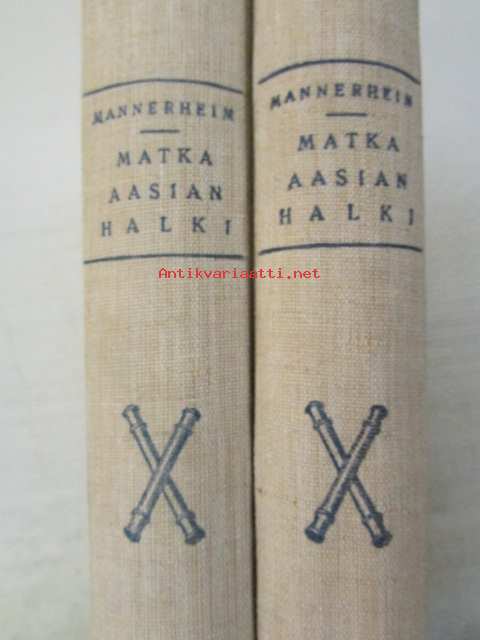 MANNERHEIM
MATKA
AASIAN
HALKI
MANNERHEIM
MATKA
AASIAN
HALKI
Antikvariaatti.net